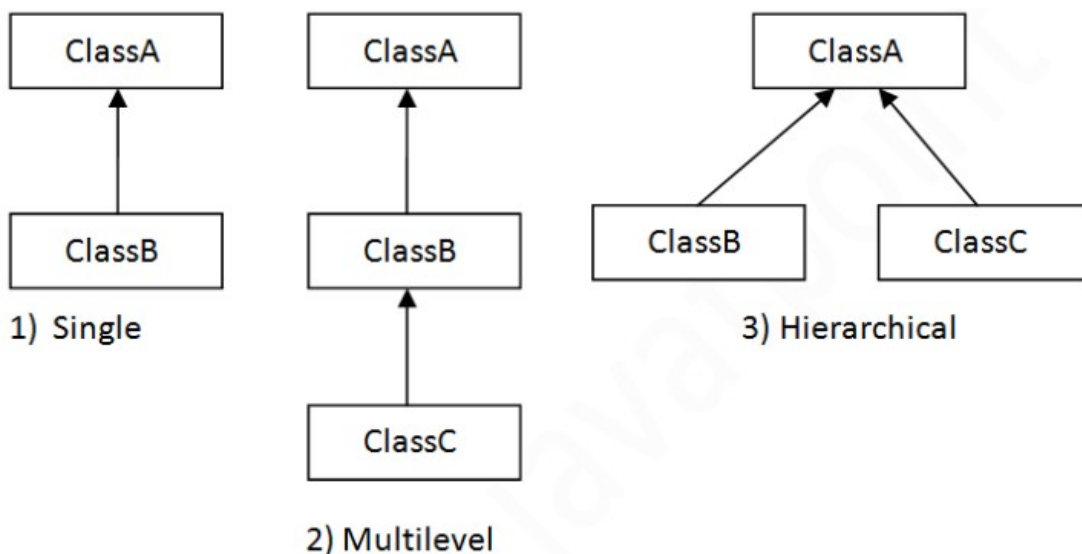 ClassA
ClassB
1) Single
ClassA
ClassB
ClassC
2) Multilevel
ClassA
ClassB
ClassC
3) Hierarchical